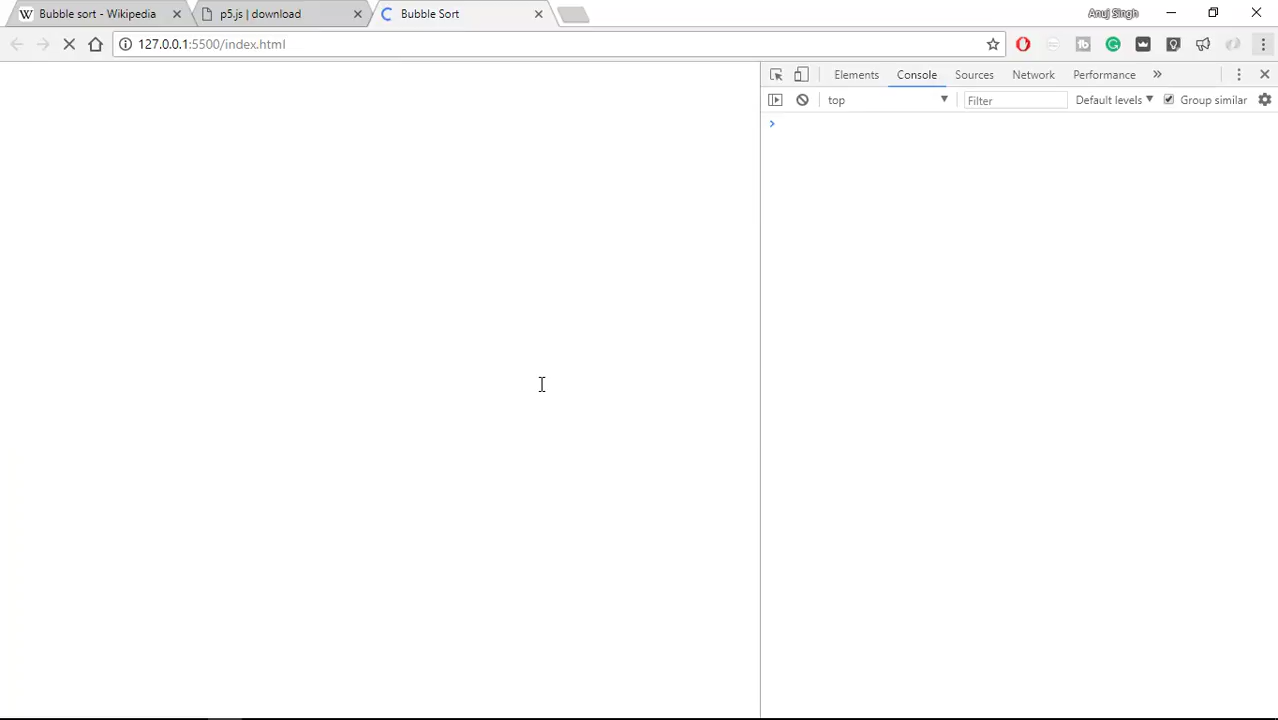 Bubble sort - Wikipedia
p5.js | download
Bubble Sort
Anuj Singh
127.0.0.1:5500/index.html
Elements
Console
Sources
Network
Performance
top
Filter
Default levels
Group similar